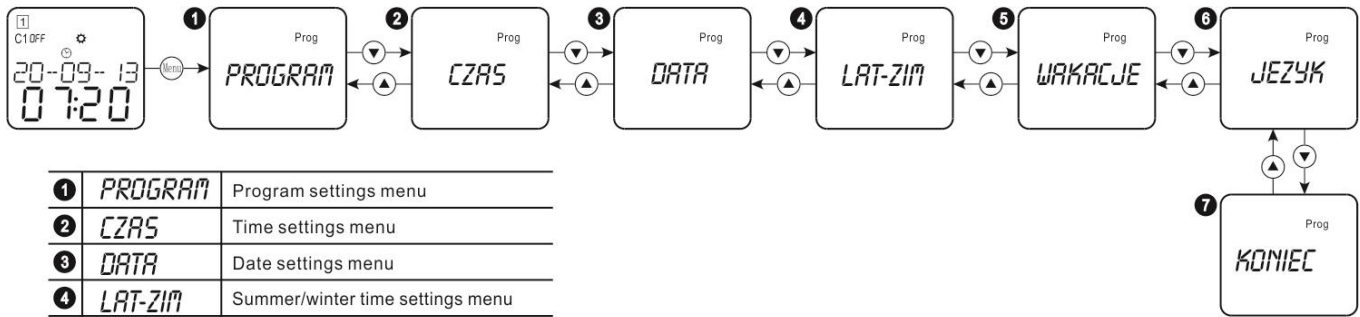 1
C1 OFF
20-09-13
07:20
Menu
1
Prog
PROGRAM
2
Prog
CZAS
3
Prog
DATA
4
Prog
LAT-ZIM
5
Prog
WAKACJE
6
Prog
JEZYK
7
Prog
KONIEC
1 PROGRAM Program settings menu
2 CZAS Time settings menu
3 DATA Date settings menu
4 LAT-ZIM Summer/winter time settings menu